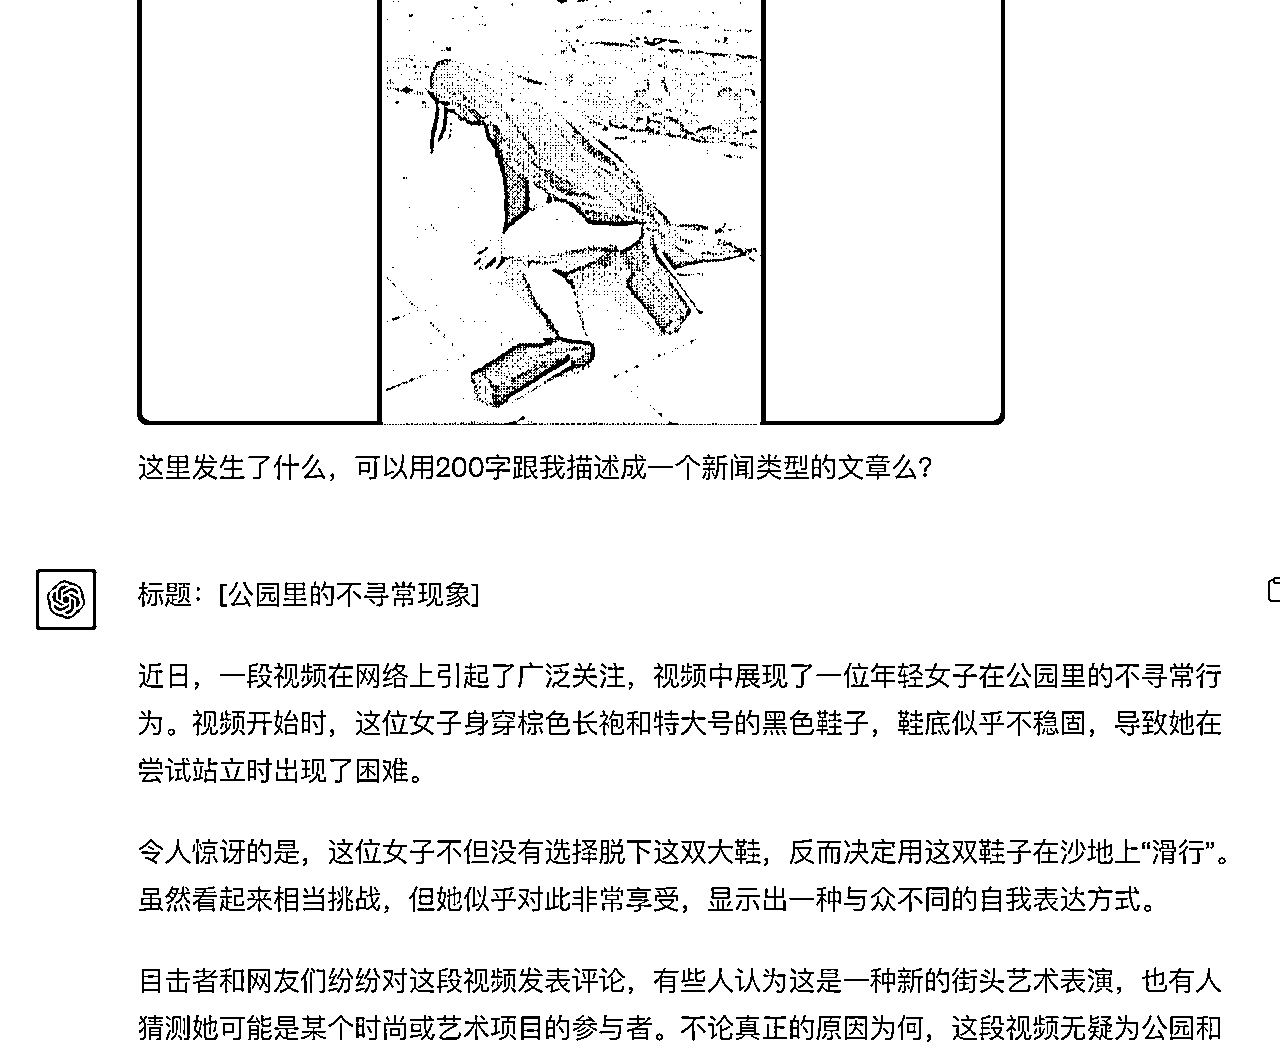 这里发生了什么，可以用200字跟我描述成一个新闻类型的文章么？
标题：[公园里的不寻常现象]
近日，一段视频在网络上引起了广泛关注，视频中展现了一位年轻女子在公园里的不寻常行
为。视频开始时，这位女子身穿棕色长袍和特大号的黑色鞋子，鞋底似乎不稳固，导致她在
尝试站立时出现了困难。
令人惊讶的是，这位女子不但没有选择脱下这双大鞋，反而决定用这双鞋子在沙地上“滑行”。
虽然看起来相当挑战，但她似乎对此非常享受，显示出一种与众不同的自我表达方式。
目击者和网友们纷纷对这段视频发表评论，有些人认为这是一种新的街头艺术表演，也有人
猜测她可能是某个时尚或艺术项目的参与者。不论真正的原因为何，这段视频无疑为公园和